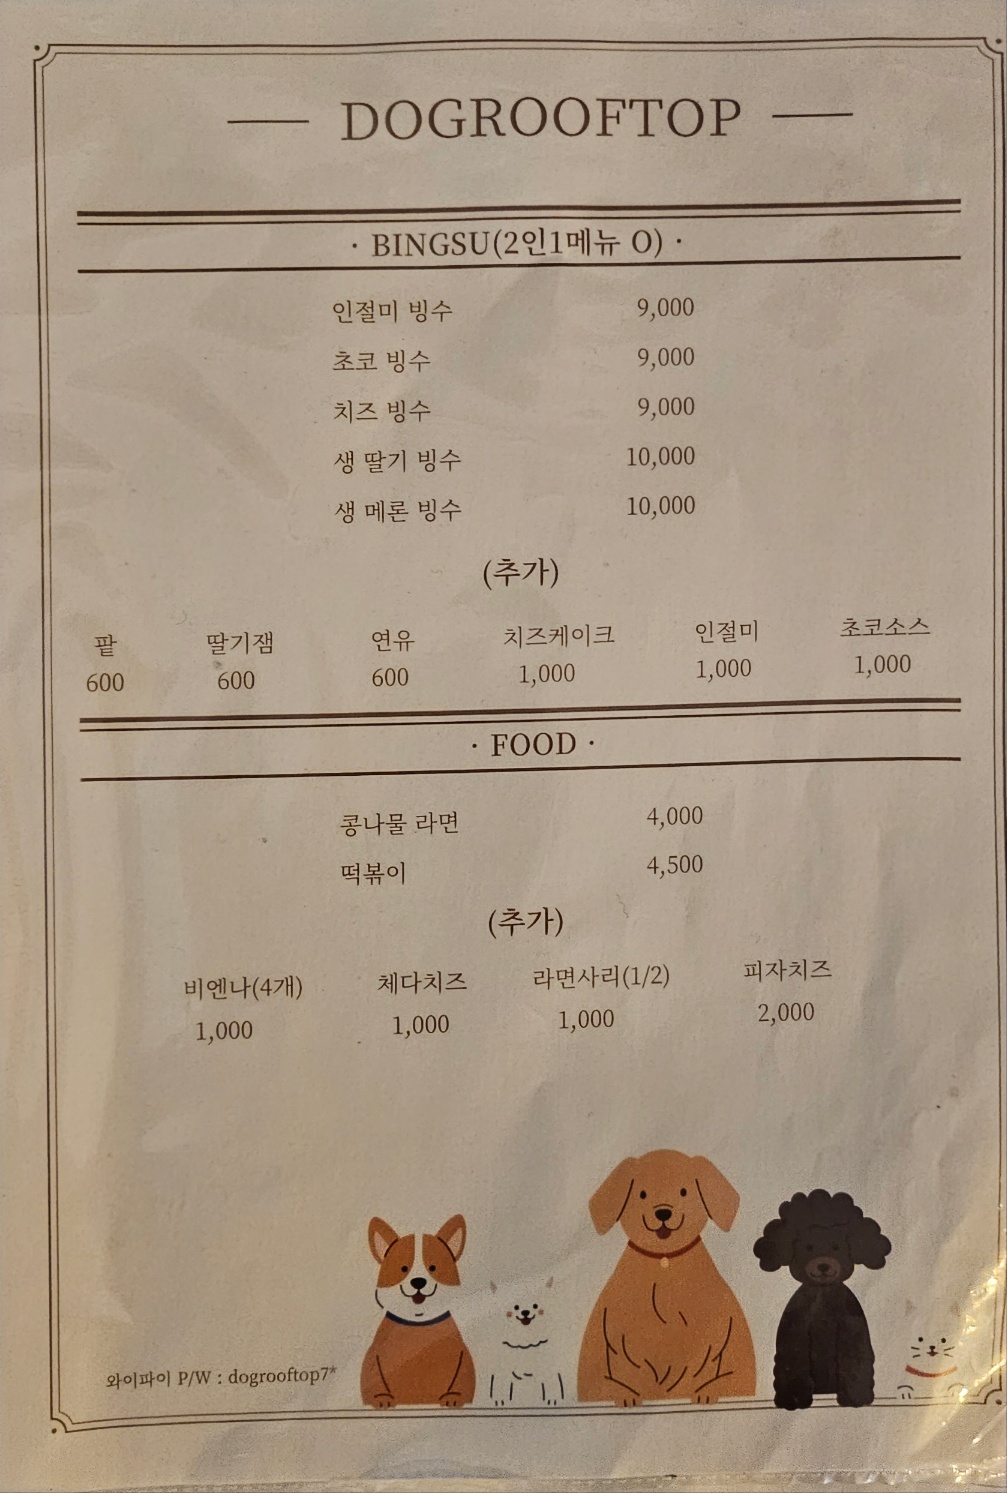 DOGROOFTOP
· BINGSU(2인1메뉴 O) ·
인절미 빙수 9,000
초코 빙수 9,000
치즈 빙수 9,000
생 딸기 빙수 10,000
생 메론 빙수 10,000
(추가)
팥 딸기잼 연유 치즈케이크 인절미 초코소스
600 600 600 1,000 1,000 1,000
· FOOD ·
콩나물 라면 4,000
떡볶이 4,500
(추가)
비엔나(4개) 체다치즈 라면사리(1/2) 피자치즈
1,000 1,000 1,000 2,000
와이파이 P/W : dogrooftop7*